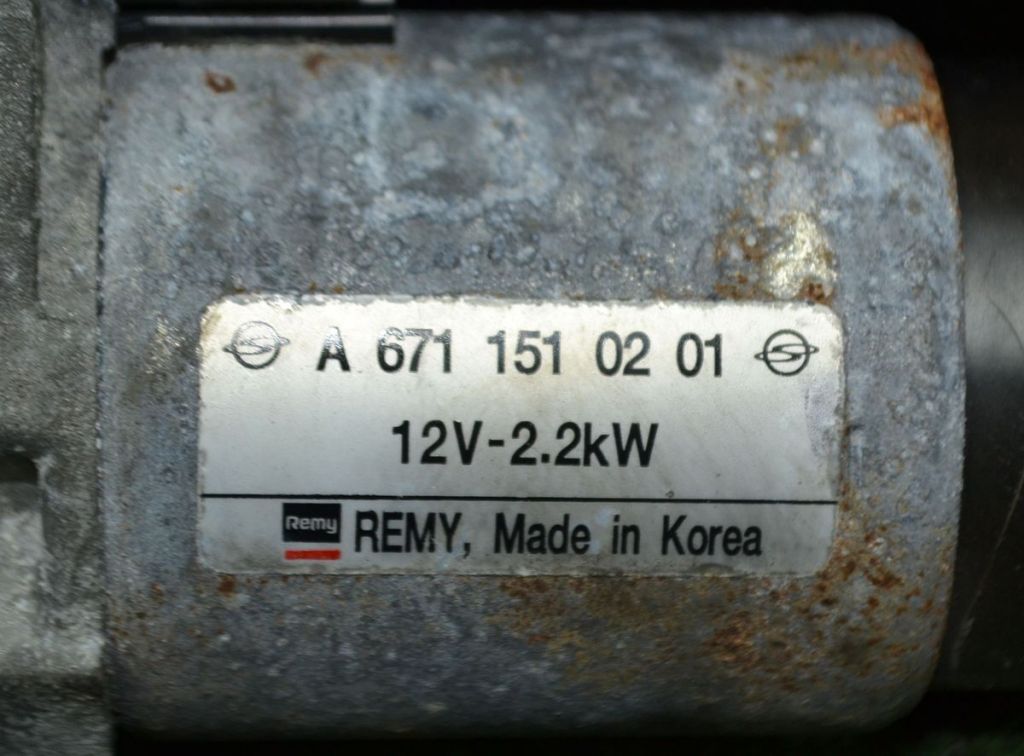 A 671 151 02 01
12V-2.2kW
Remy REMY, Made in Korea